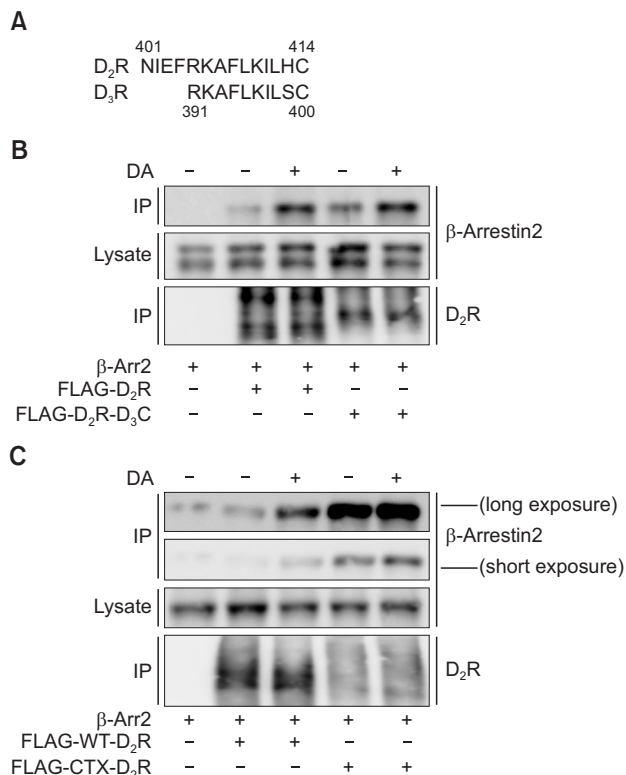 A
401 414
D₂R NIEFRKAFLKILHC
D₃R RKAFLKILSC
391 400
B
DA – – + – +
IP
β-Arrestin2
Lysate
IP D₂R
β-Arr2 + + + + +
FLAG-D₂R – + + – –
FLAG-D₂R-D₃C – – – + +
C
DA – – + – +
(long exposure)
IP β-Arrestin2
(short exposure)
Lysate
IP D₂R
β-Arr2 + + + + +
FLAG-WT-D₂R – + + – –
FLAG-CTX-D₂R – – – + +